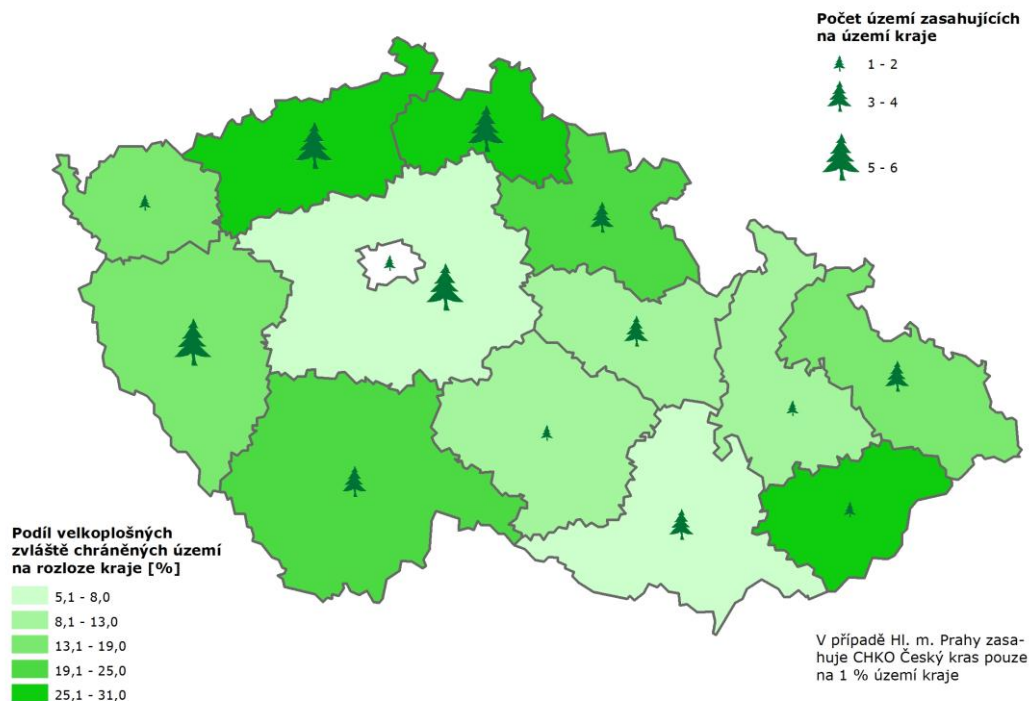 Počet území zasahujících
na území kraje
1 - 2
3 - 4
5 - 6
Podíl velkoplošných
zvláště chráněných území
na rozloze kraje [%]
5,1 - 8,0
8,1 - 13,0
13,1 - 19,0
19,1 - 25,0
25,1 - 31,0
V případě Hl. m. Prahy zasa-
huje CHKO Český kras pouze
na 1 % území kraje